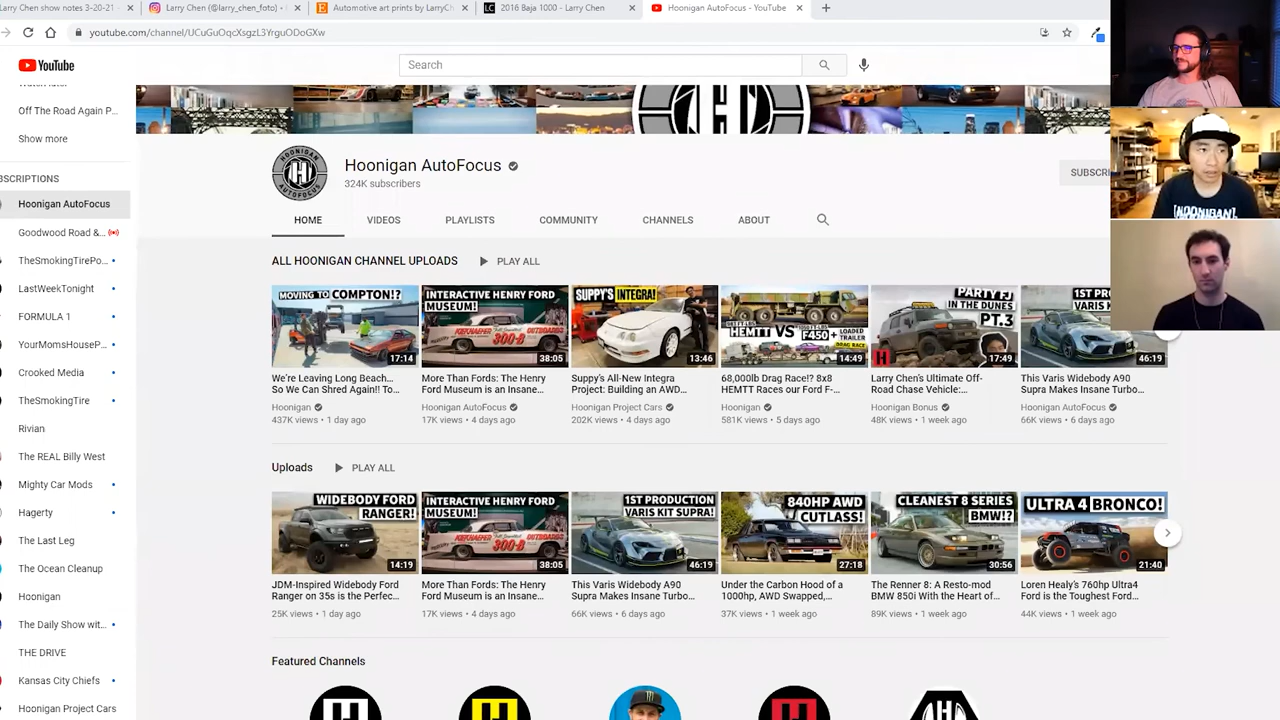 Larry Chen show notes 3-20-21
Larry Chen (@larry_chen_foto)
Automotive art prints by LarryCh
LC
2016 Baja 1000 - Larry Chen
Hoonigan AutoFocus - YouTube
youtube.com/channel/UCuGuOqcXsgzL3YrguODoGXw
YouTube
Search
Off The Road Again P...
Show more
BSCRIPTIONS
Hoonigan AutoFocus
Goodwood Road &...
TheSmokingTirePo...
LastWeekTonight
FORMULA 1
YourMomsHouseP...
Crooked Media
TheSmokingTire
Rivian
The REAL Billy West
Mighty Car Mods
Hagerty
The Last Leg
The Ocean Cleanup
Hoonigan
The Daily Show wit...
THE DRIVE
Kansas City Chiefs
Hoonigan Project Cars
HOONIGAN
AUTOFOCUS
Hoonigan AutoFocus
324K subscribers
SUBSCRI
HOME
VIDEOS
PLAYLISTS
COMMUNITY
CHANNELS
ABOUT
[HOONIGAN].
ALL HOONIGAN CHANNEL UPLOADS
PLAY ALL
MOVING TO COMPTON!?
17:14
We're Leaving Long Beach...
So We Can Shred Again!! To...
Hoonigan
437K views • 1 day ago
INTERACTIVE HENRY FORD
MUSEUM!
KIEKHAEFER
300-B
OUTBOARDS
38:05
More Than Fords: The Henry
Ford Museum is an Insane...
Hoonigan AutoFocus
17K views • 4 days ago
SUPPY'S INTEGRA!
13:46
Suppy's All-New Integra
Project: Building an AWD...
Hoonigan Project Cars
202K views • 4 days ago
HEMTT VS F450+
LOADED
TRAILER
DRAG RACE
14:49
68,000lb Drag Race!? 8x8
HEMTT RACES our Ford F-...
Hoonigan
581K views • 5 days ago
PARTY FJ
IN THE DUNES
PT.3
17:49
Larry Chen's Ultimate Off-
Road Chase Vehicle:...
Hoonigan Bonus
48K views • 1 week ago
1ST PROD
VARIS K
46:19
This Varis Widebody A90
Supra Makes Insane Turbo...
Hoonigan AutoFocus
66K views • 6 days ago
Uploads
PLAY ALL
WIDEBODY FORD
RANGER!
14:19
JDM-Inspired Widebody Ford
Ranger on 35s is the Perfec...
25K views • 1 day ago
INTERACTIVE HENRY FORD
MUSEUM!
KIEKHAEFER
300-B
OUTBOARDS
38:05
More Than Fords: The Henry
Ford Museum is an Insane...
17K views • 4 days ago
1ST PRODUCTION
VARIS KIT SUPRA!
46:19
This Varis Widebody A90
Supra Makes Insane Turbo...
66K views • 6 days ago
840HP AWD
CUTLASS!
27:18
Under the Carbon Hood of a
1000hp, AWD Swapped,...
37K views • 1 week ago
CLEANEST 8 SERIES
BMW!?
30:56
The Renner 8: A Resto-mod
BMW 850i With the Heart of...
89K views • 1 week ago
ULTRA 4 BRONCO!
21:40
Loren Healy's 760hp Ultra4
Ford is the Toughest Ford...
44K views • 1 week ago
Featured Channels